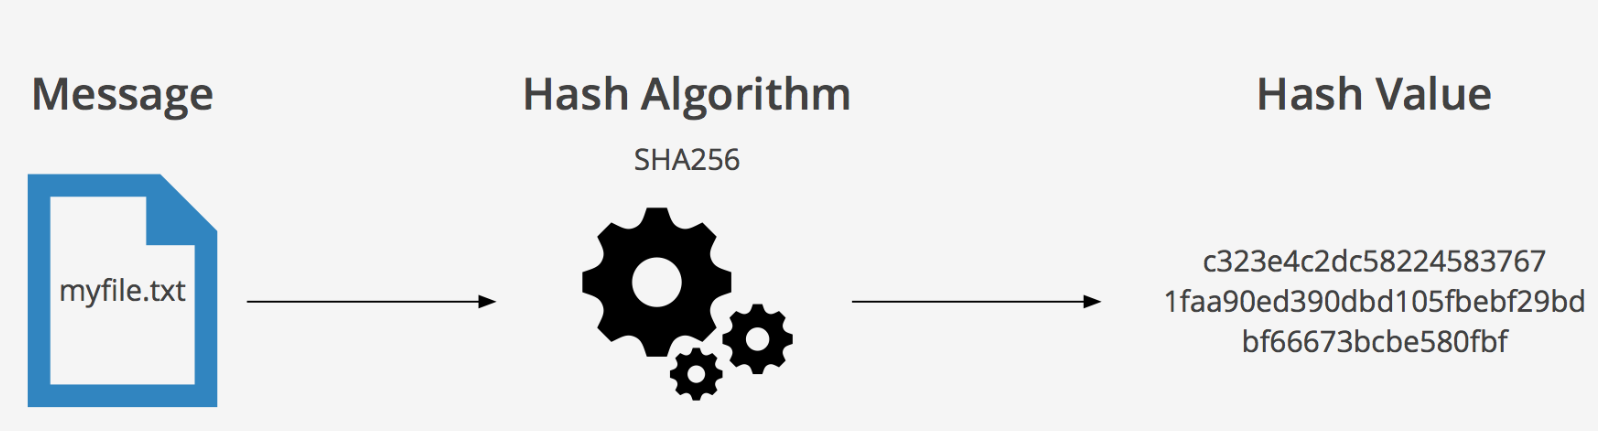 Message
Hash Algorithm
Hash Value
SHA256
myfile.txt
c323e4c2dc58224583767
1faa90ed390dbd105fbebf29bd
bf66673bcbe580fbf